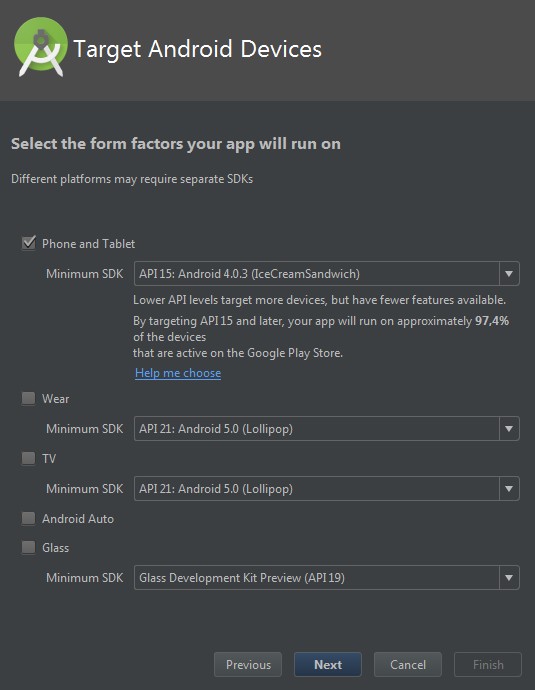 Target Android Devices
Select the form factors your app will run on
Different platforms may require separate SDKs
Phone and Tablet
Minimum SDK API 15: Android 4.0.3 (IceCreamSandwich)
Lower API levels target more devices, but have fewer features available.
By targeting API 15 and later, your app will run on approximately 97,4%
of the devices
that are active on the Google Play Store.
Help me choose
Wear
Minimum SDK API 21: Android 5.0 (Lollipop)
TV
Minimum SDK API 21: Android 5.0 (Lollipop)
Android Auto
Glass
Minimum SDK Glass Development Kit Preview (API 19)
Previous Next Cancel Finish